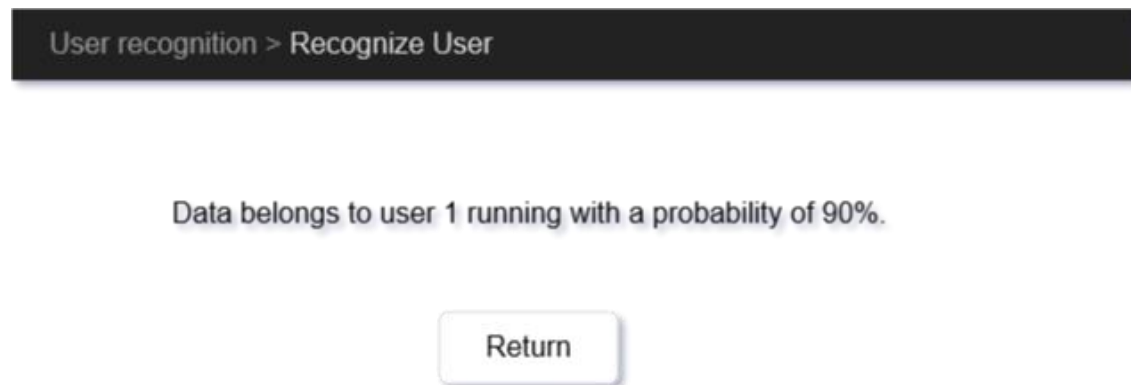 User recognition > Recognize User
Data belongs to user 1 running with a probability of 90%.
Return